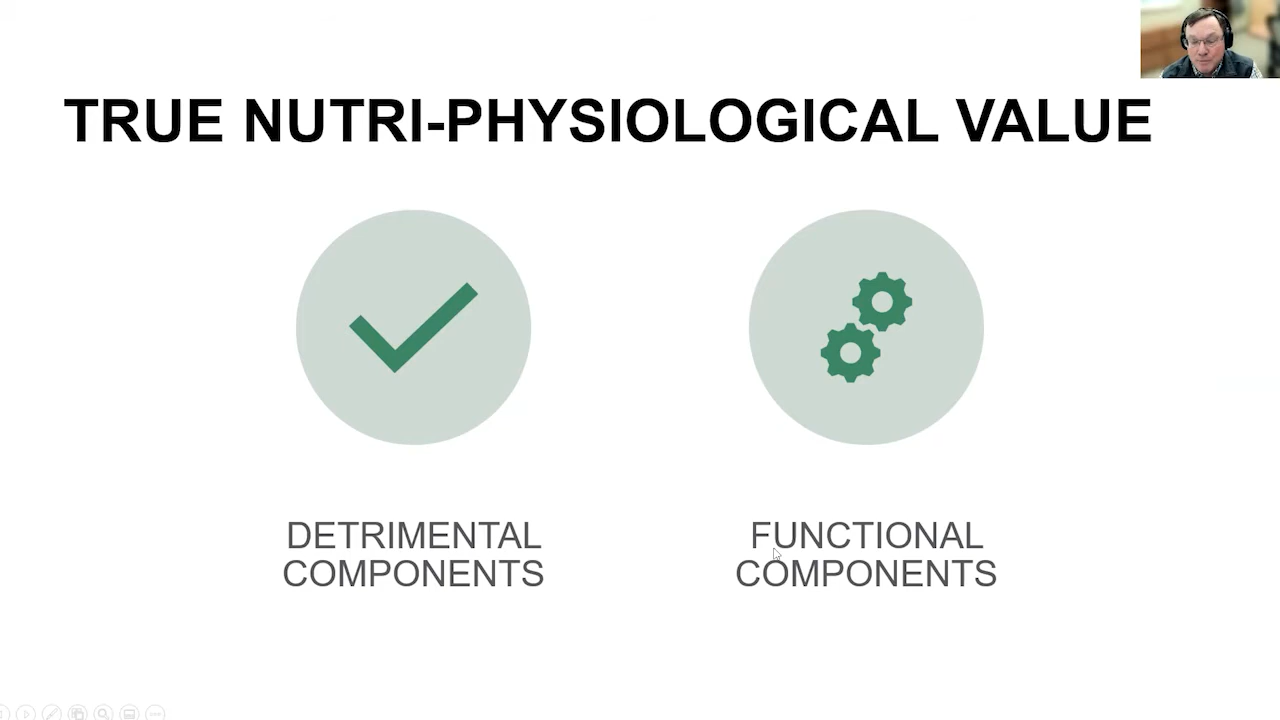 TRUE NUTRI-PHYSIOLOGICAL VALUE
DETRIMENTAL
COMPONENTS
FUNCTIONAL
COMPONENTS